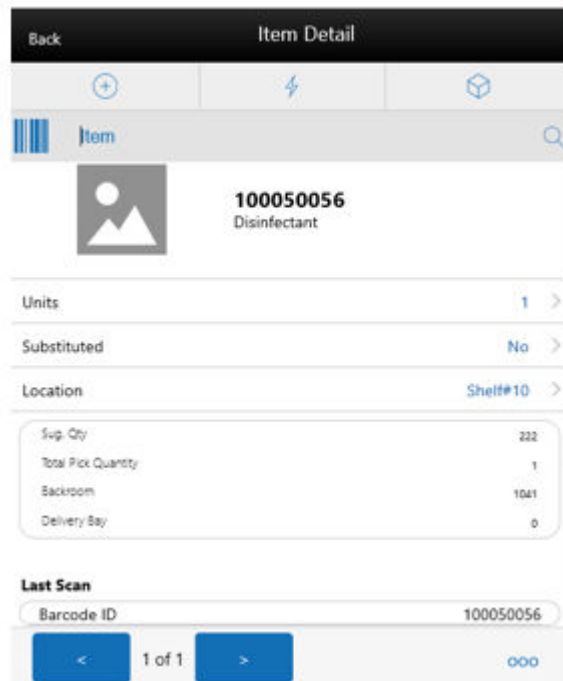 Back Item Detail
Item
100050056
Disinfectant
Units 1 >
Substituted No >
Location Shelf#10 >
Sug. Qty 222
Total Pick Quantity 1
Backroom 1041
Delivery Bay 0
Last Scan
Barcode ID 100050056
< 1 of 1 > ooo